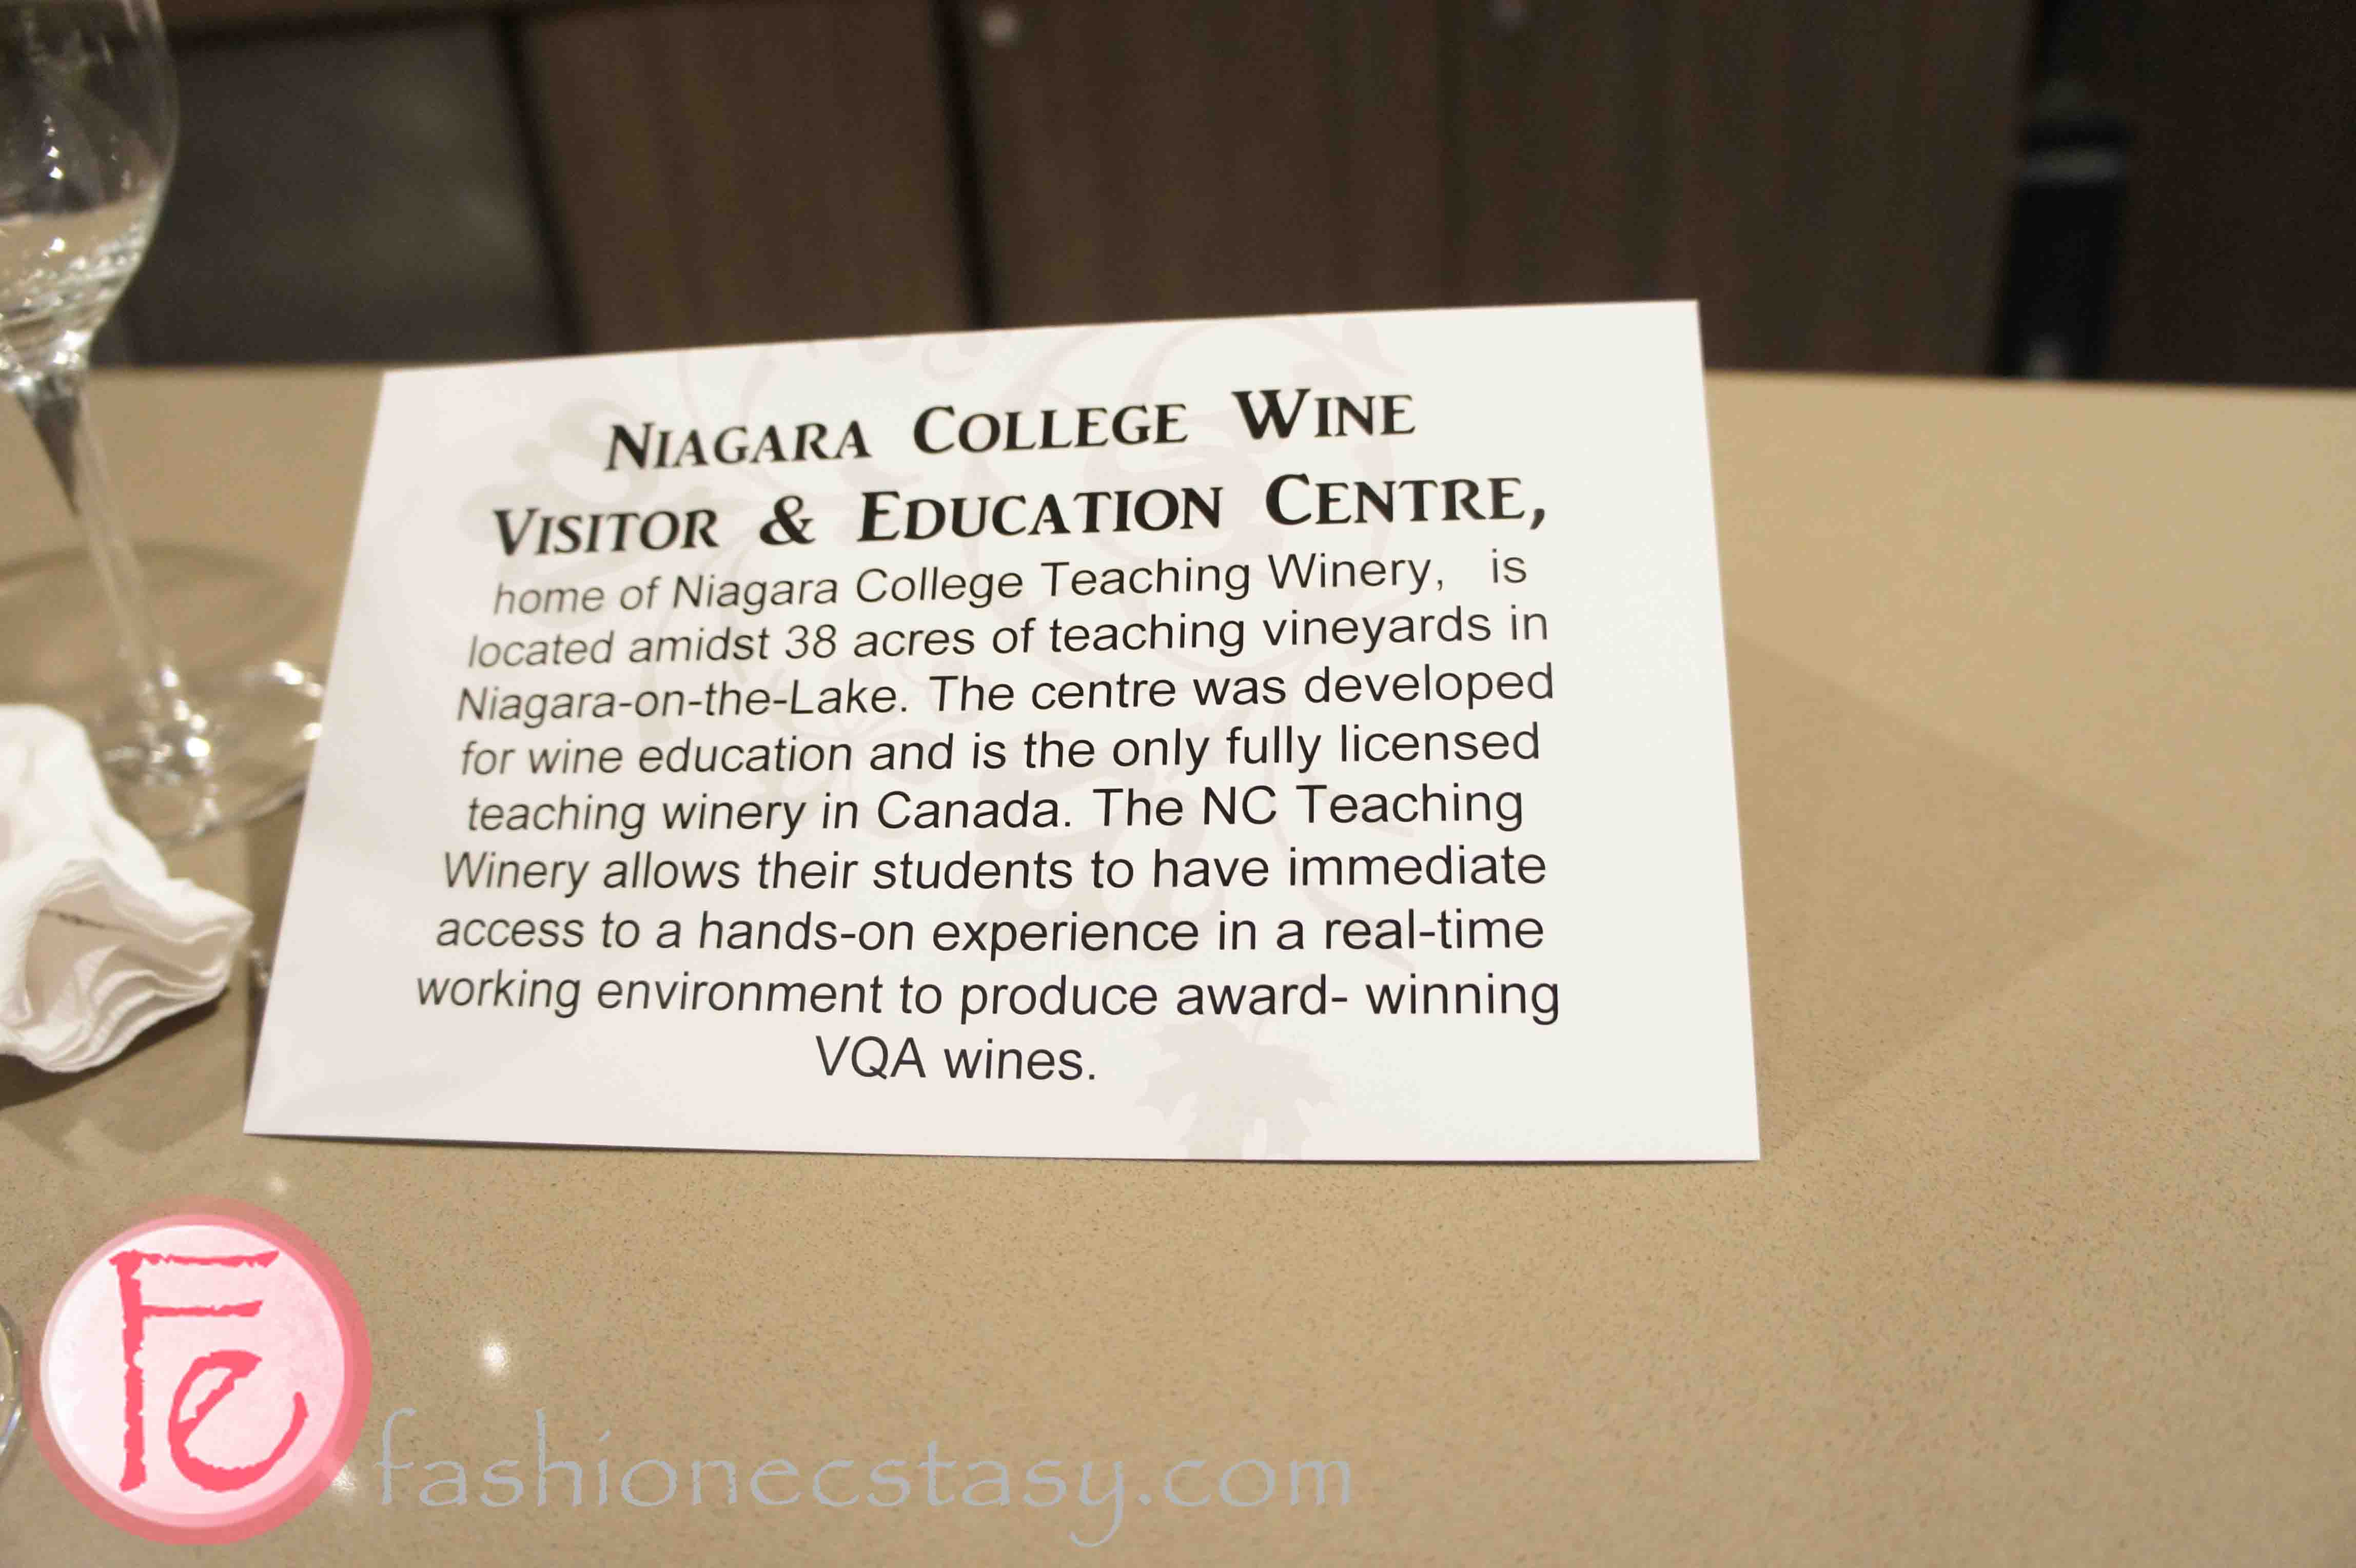 NIAGARA COLLEGE WINE
VISITOR & EDUCATION CENTRE,
home of Niagara College Teaching Winery, is
located amidst 38 acres of teaching vineyards in
Niagara-on-the-Lake. The centre was developed
for wine education and is the only fully licensed
teaching winery in Canada. The NC Teaching
Winery allows their students to have immediate
access to a hands-on experience in a real-time
working environment to produce award- winning
VQA wines.
Fe
fashionecstasy.com